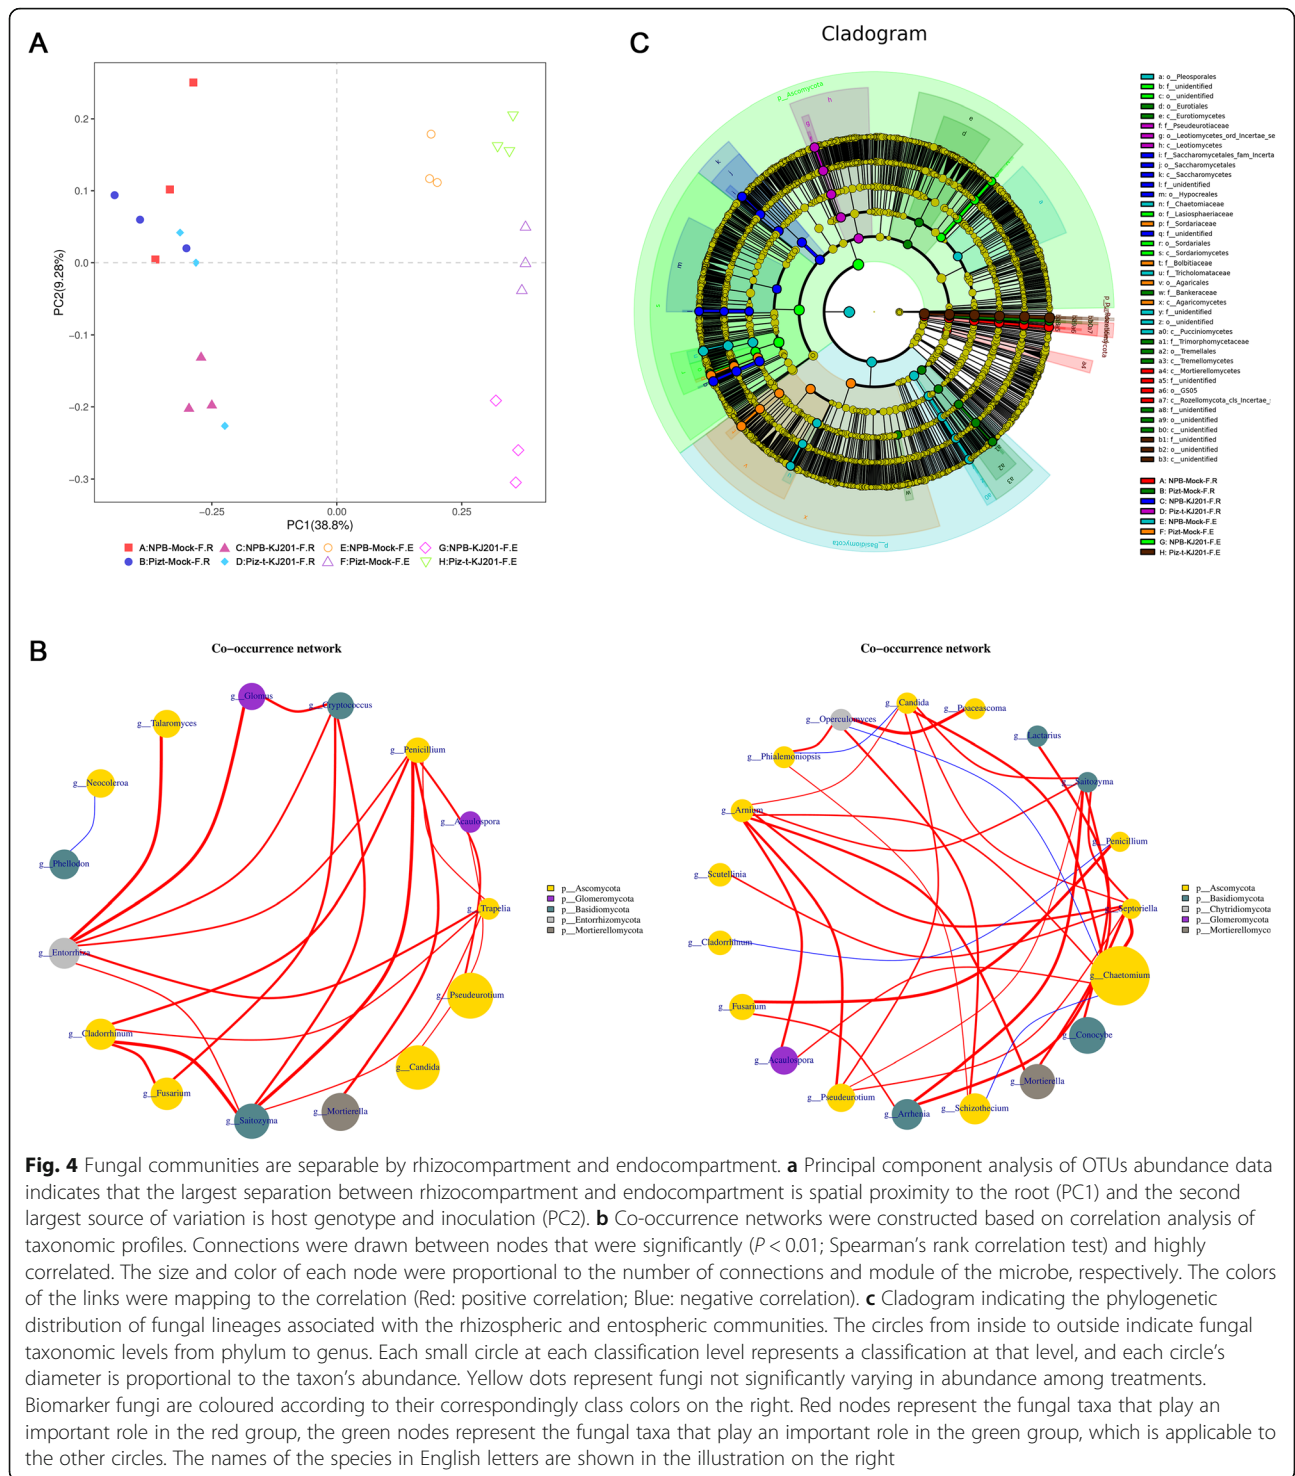 A
C
Cladogram
PC2(9.28%)
0.2
0.1
0.0
−0.1
−0.2
−0.3
−0.25
0.00
0.25
PC1(38.8%)
A:NPB-Mock-F.R
C:NPB-KJ201-F.R
E:NPB-Mock-F.E
G:NPB-KJ201-F.E
B:Pizt-Mock-F.R
D:Piz-t-KJ201-F.R
F:Pizt-Mock-F.E
H:Piz-t-KJ201-F.E
p__Ascomycota
h
g
e
d
k
m
w
a2
a3
a4
p__Basidiomycota
a: o__Pleosporales
b: f__unidentified
c: o__unidentified
d: o__Eurotiales
e: c__Eurotiomycetes
f: f__Pseudeurotiaceae
g: o__Leotiomycetes_ord_Incertae_se
h: c__Leotiomycetes
i: f__Saccharomycetales_fam_Incerta
j: o__Saccharomycetales
k: c__Saccharomycetes
l: f__unidentified
m: o__Hypocreales
n: f__Chaetomiaceae
o: f__Lasiosphaeriaceae
p: f__Sordariaceae
q: f__unidentified
r: o__Sordariales
s: c__Sordariomycetes
t: f__Bolbitiaceae
u: f__Tricholomataceae
v: o__Agaricales
w: f__Bankeraceae
x: c__Agaricomycetes
y: f__unidentified
z: o__unidentified
a0: c__Pucciniomycetes
a1: f__Trimorphomycetaceae
a2: o__Tremellales
a3: c__Tremellomycetes
a4: c__Mortierellomycetes
a5: f__unidentified
a6: o__GS05
a7: c__Rozellomycota_cls_Incertae_
a8: f__unidentified
a9: o__unidentified
b0: c__unidentified
b1: f__unidentified
b2: o__unidentified
b3: c__unidentified
A: NPB-Mock-F.R
B: Pizt-Mock-F.R
C: NPB-KJ201-F.R
D: Piz-t-KJ201-F.R
E: NPB-Mock-F.E
F: Pizt-Mock-F.E
G: NPB-KJ201-F.E
H: Piz-t-KJ201-F.E
B
Co−occurrence network
g__Glomus
g__Cryptococcus
g__Talaromyces
g__Penicillium
g__Neocoleroa
g__Acaulospora
g__Phellodon
g__Trapelia
g__Entorrhiza
g__Pseudeurotium
g__Cladorrhinum
g__Candida
g__Fusarium
g__Mortierella
g__Saitozyma
p__Ascomycota
p__Glomeromycota
p__Basidiomycota
p__Entorrhizomycota
p__Mortierellomycota
Co−occurrence network
g__Candida
g__Poaceascoma
g__Operculomyces
g__Lactarius
g__Phialemoniopsis
g__Saitozyma
g__Arnium
g__Penicillium
g__Scutellinia
g__Septoriella
g__Cladorrhinum
g__Chaetomium
g__Fusarium
g__Conocybe
g__Acaulospora
g__Mortierella
g__Pseudeurotium
g__Schizothecium
g__Arrhenia
p__Ascomycota
p__Basidiomycota
p__Chytridiomycota
p__Glomeromycota
p__Mortierellomyco
Fig. 4 Fungal communities are separable by rhizocompartment and endocompartment. a Principal component analysis of OTUs abundance data
indicates that the largest separation between rhizocompartment and endocompartment is spatial proximity to the root (PC1) and the second
largest source of variation is host genotype and inoculation (PC2). b Co-occurrence networks were constructed based on correlation analysis of
taxonomic profiles. Connections were drawn between nodes that were significantly (P < 0.01; Spearman's rank correlation test) and highly
correlated. The size and color of each node were proportional to the number of connections and module of the microbe, respectively. The colors
of the links were mapping to the correlation (Red: positive correlation; Blue: negative correlation). c Cladogram indicating the phylogenetic
distribution of fungal lineages associated with the rhizospheric and entospheric communities. The circles from inside to outside indicate fungal
taxonomic levels from phylum to genus. Each small circle at each classification level represents a classification at that level, and each circle's
diameter is proportional to the taxon's abundance. Yellow dots represent fungi not significantly varying in abundance among treatments.
Biomarker fungi are coloured according to their correspondingly class colors on the right. Red nodes represent the fungal taxa that play an
important role in the red group, the green nodes represent the fungal taxa that play an important role in the green group, which is applicable to
the other circles. The names of the species in English letters are shown in the illustration on the right